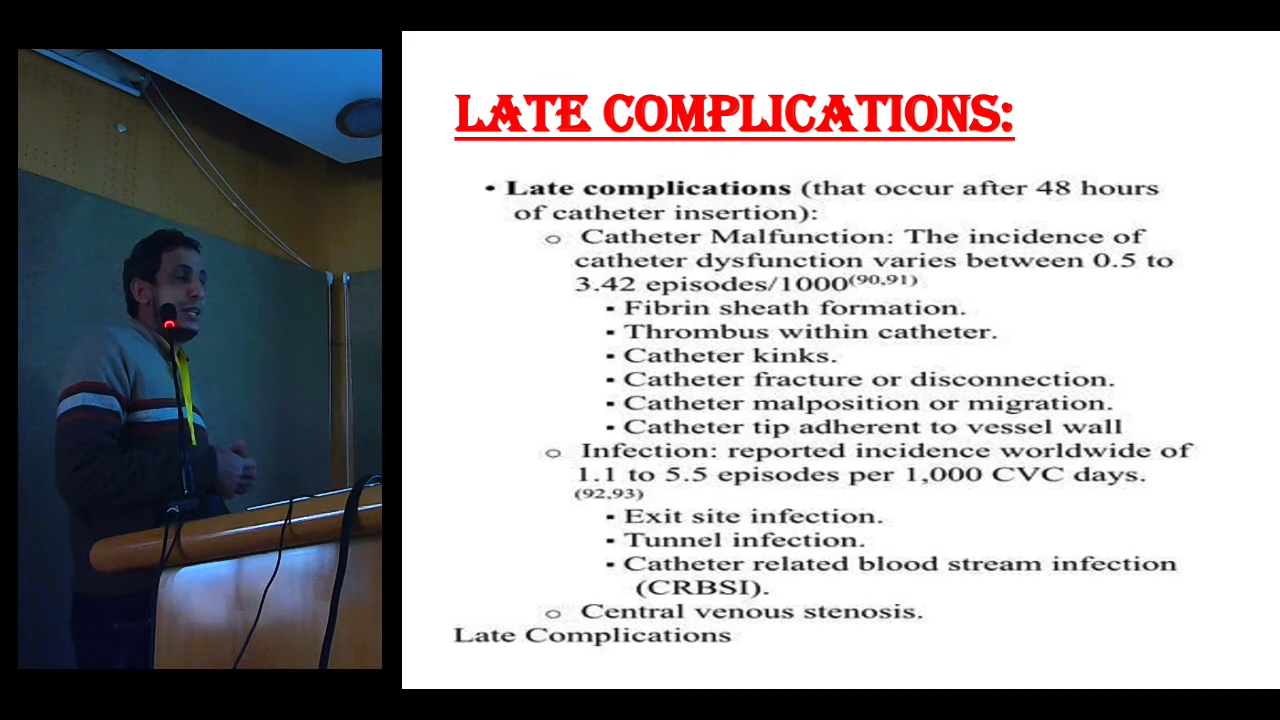 LATE COMPLICATIONS:
• Late complications (that occur after 48 hours
of catheter insertion):
o Catheter Malfunction: The incidence of
catheter dysfunction varies between 0.5 to
3.42 episodes/1000(90,91)
▪ Fibrin sheath formation.
▪ Thrombus within catheter.
▪ Catheter kinks.
▪ Catheter fracture or disconnection.
▪ Catheter malposition or migration.
▪ Catheter tip adherent to vessel wall
o Infection: reported incidence worldwide of
1.1 to 5.5 episodes per 1,000 CVC days.
(92,93)
▪ Exit site infection.
▪ Tunnel infection.
▪ Catheter related blood stream infection
(CRBSI).
o Central venous stenosis.
Late Complications